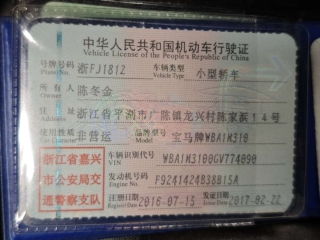 中华人民共和国机动车行驶证
Vehicle License of the People's Republic of China
号牌号码 浙FJ181Z 车辆类型 小型轿车
Plate No. Vehicle Type
所有人 陈冬金
Owner
住址 浙江省平湖市广陈镇龙兴村陈家浜14号
Address
使用性质 非营运 品牌型号 宝马牌WBA1M310
Use Character Model
浙江省嘉兴
市公安局交
通警察支队
车辆识别代号 WBA1M3100GV774090
VIN
发动机号码 F9241424B38B15A
Engine No.
注册日期 2016-07-15 发证日期 2017-02-22
Register Date Issue Date